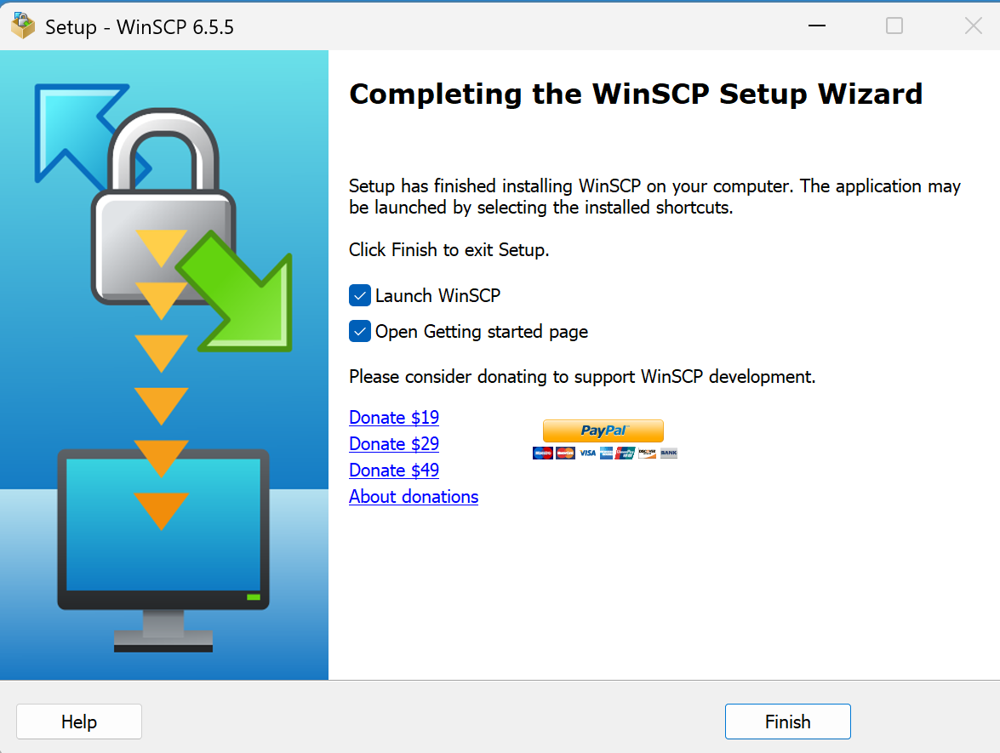 Setup - WinSCP 6.5.5
Completing the WinSCP Setup Wizard
Setup has finished installing WinSCP on your computer. The application may
be launched by selecting the installed shortcuts.
Click Finish to exit Setup.
Launch WinSCP
Open Getting started page
Please consider donating to support WinSCP development.
Donate $19
Donate $29
Donate $49
About donations
PayPal™
VISA
DISCOVER
BANK
Help
Finish